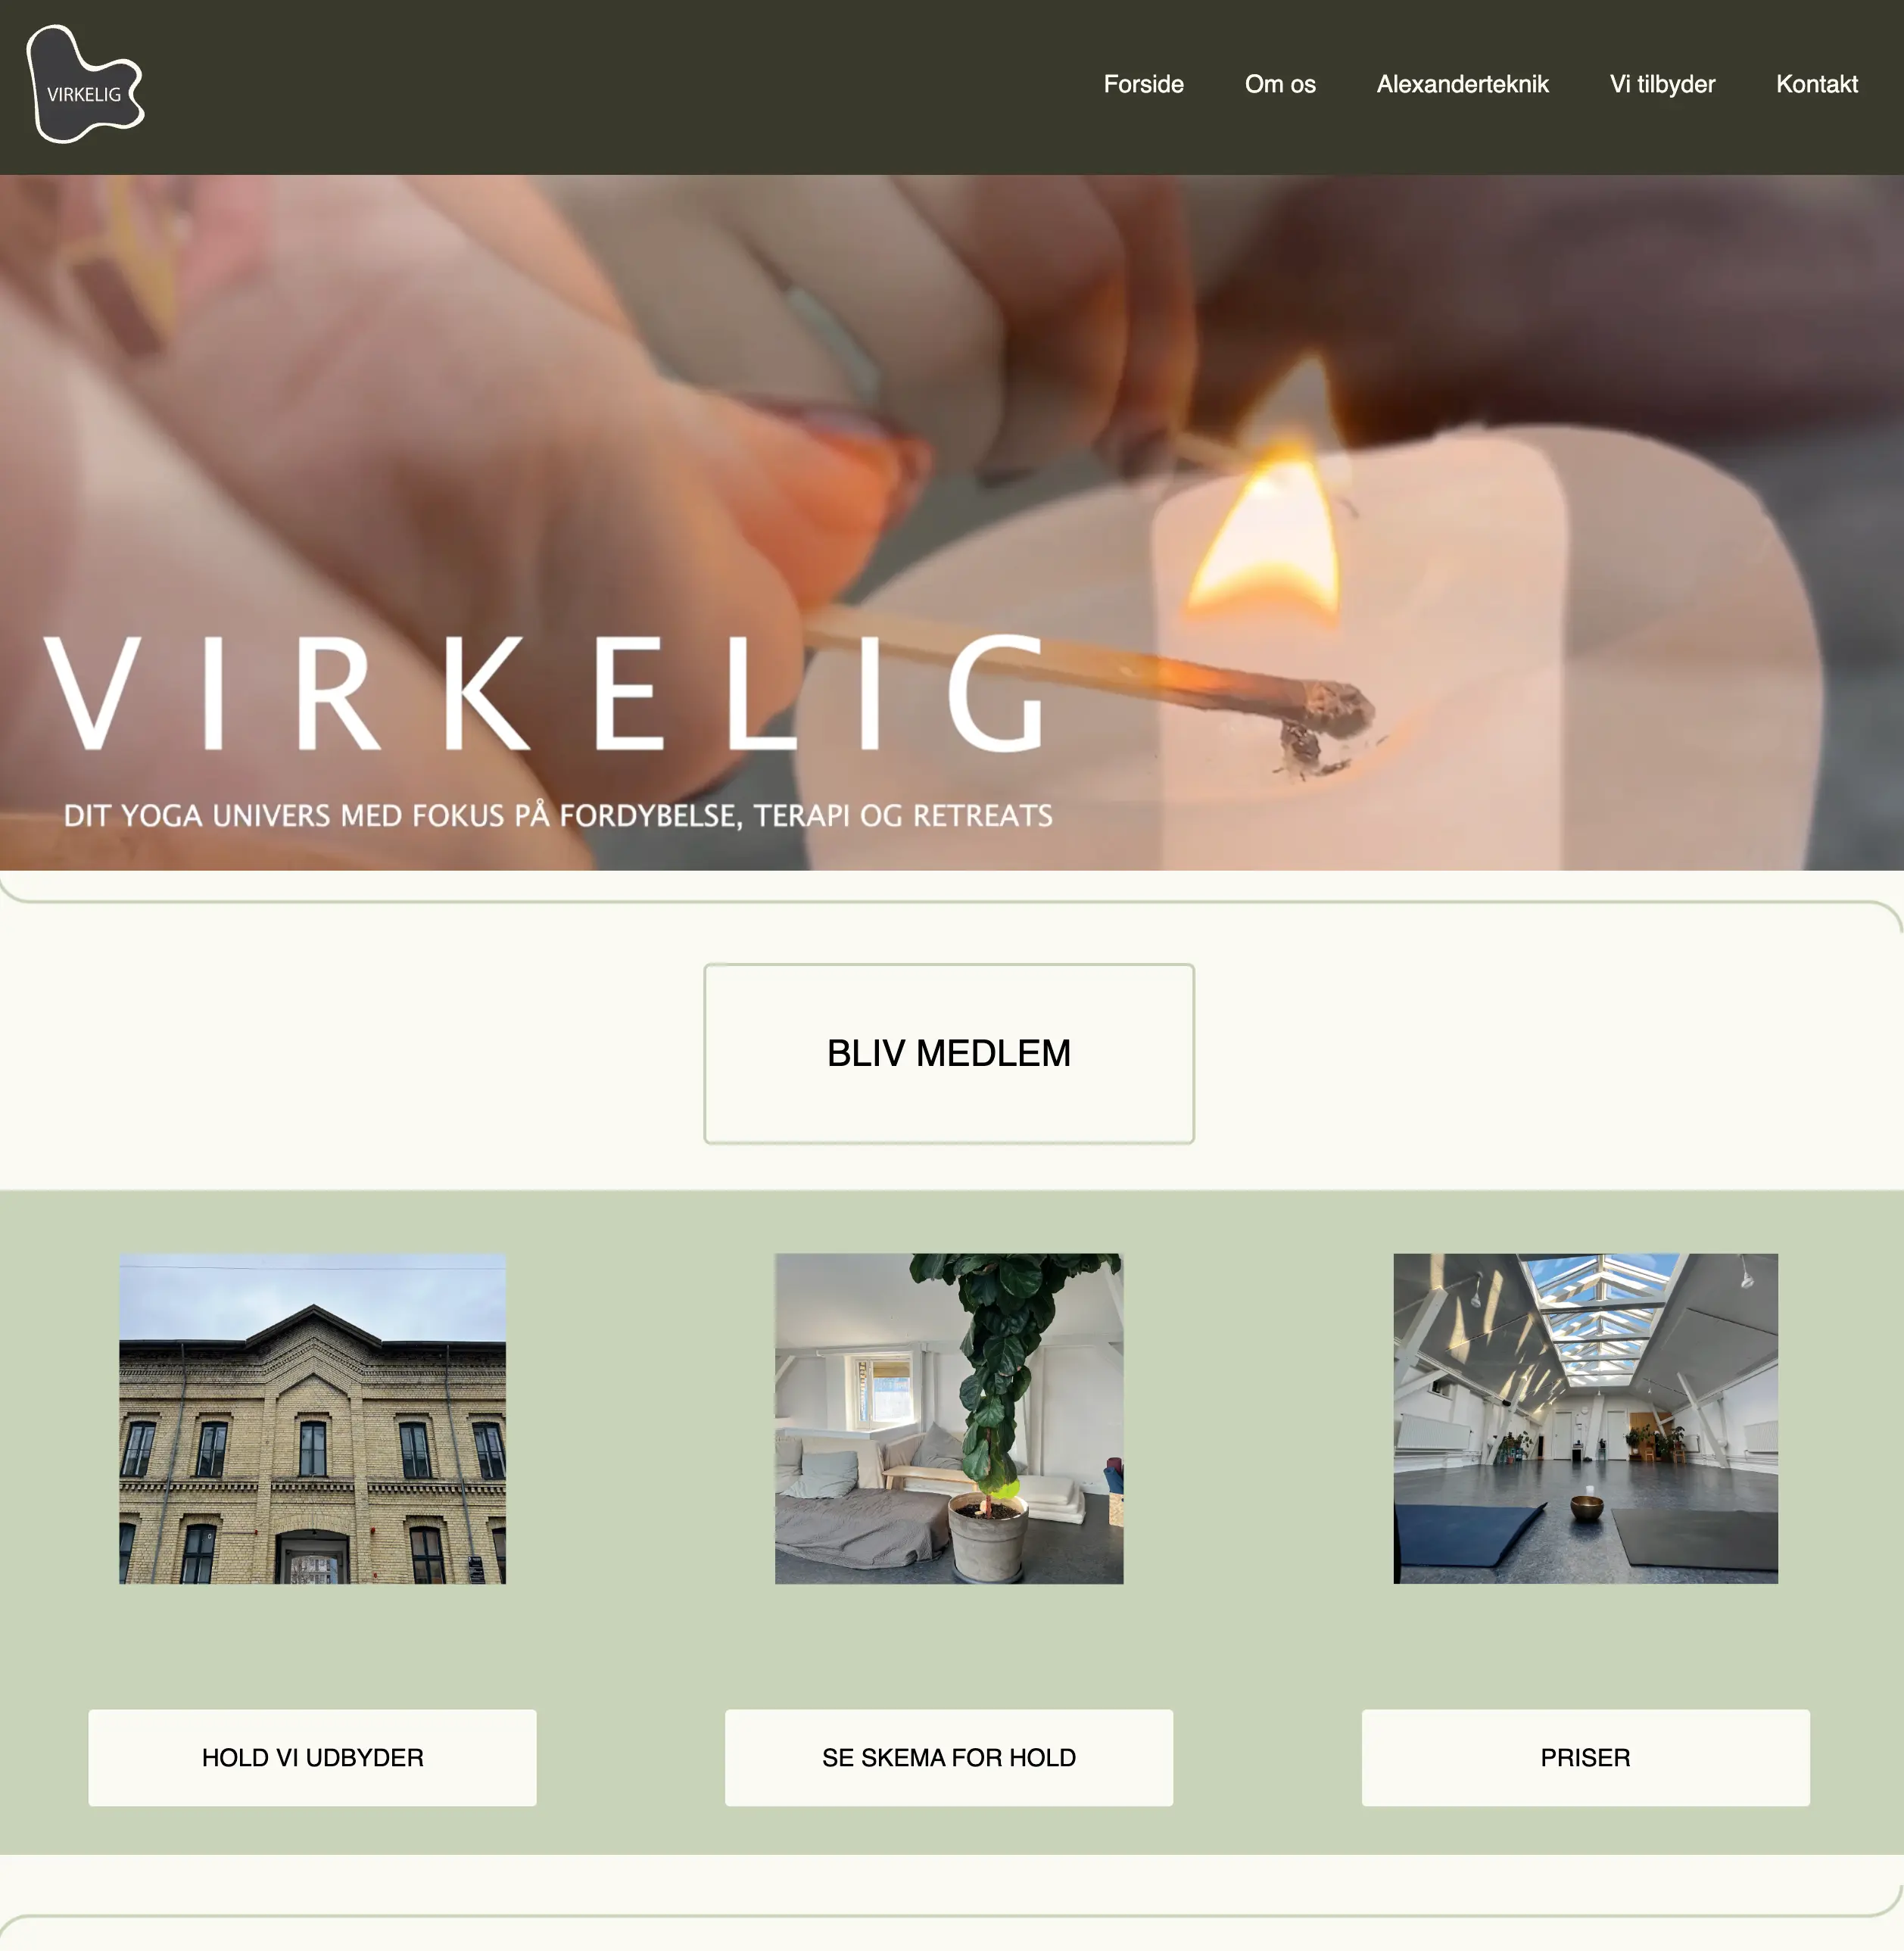 VIRKELIG
Forside Om os Alexanderteknik Vi tilbyder Kontakt
VIRKELIG
DIT YOGA UNIVERS MED FOKUS PÅ FORDYBELSE, TERAPI OG RETREATS
BLIV MEDLEM
HOLD VI UDBYDER
SE SKEMA FOR HOLD
PRISER